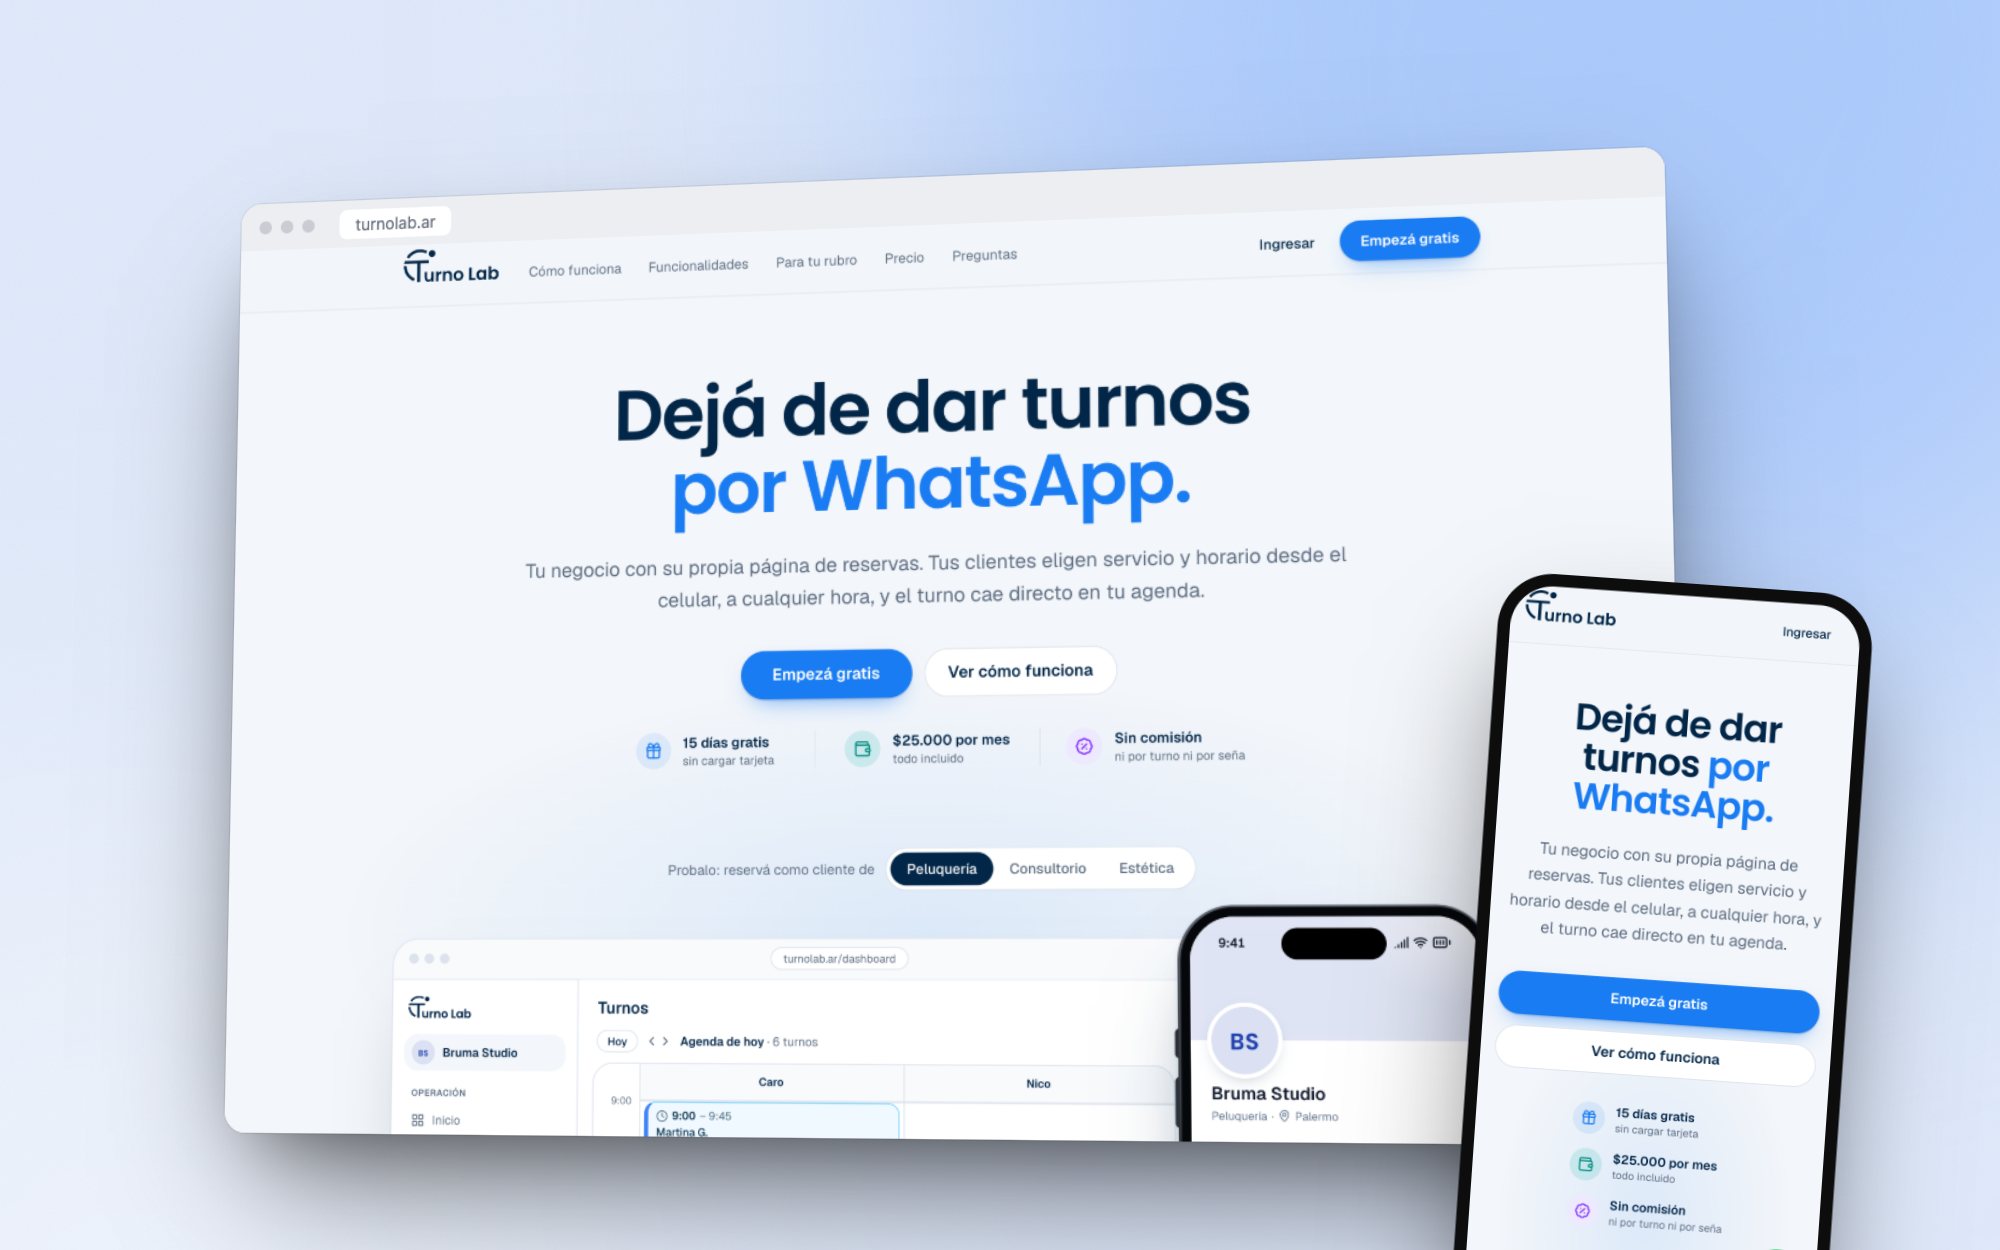 turnolab.ar
Turno Lab
Cómo funciona
Funcionalidades
Para tu rubro
Precio
Preguntas
Ingresar
Empezá gratis
Dejá de dar turnos
por WhatsApp.
Tu negocio con su propia página de reservas. Tus clientes eligen servicio y horario desde el
celular, a cualquier hora, y el turno cae directo en tu agenda.
Empezá gratis
Ver cómo funciona
15 días gratis
sin cargar tarjeta
$25.000 por mes
todo incluido
Sin comisión
ni por turno ni por seña
Probalo: reservá como cliente de
Peluquería
Consultorio
Estética
turnolab.ar/dashboard
Turno Lab
BS
Bruma Studio
OPERACIÓN
Inicio
Turnos
Hoy
Agenda de hoy · 6 turnos
Caro
Nico
9:00
9:00 – 9:45
Martina G.
9:41
BS
Bruma Studio
Peluquería · Palermo
Turno Lab
Ingresar
Dejá de dar
turnos por
WhatsApp.
Tu negocio con su propia página de
reservas. Tus clientes eligen servicio y
horario desde el celular, a cualquier hora, y
el turno cae directo en tu agenda.
Empezá gratis
Ver cómo funciona
15 días gratis
sin cargar tarjeta
$25.000 por mes
todo incluido
Sin comisión
ni por turno ni por seña